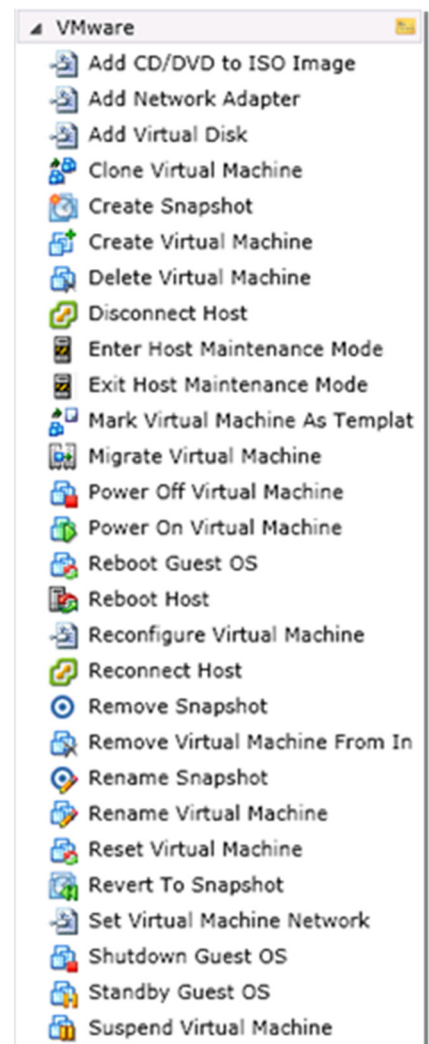 VMware
Add CD/DVD to ISO Image
Add Network Adapter
Add Virtual Disk
Clone Virtual Machine
Create Snapshot
Create Virtual Machine
Delete Virtual Machine
Disconnect Host
Enter Host Maintenance Mode
Exit Host Maintenance Mode
Mark Virtual Machine As Templat
Migrate Virtual Machine
Power Off Virtual Machine
Power On Virtual Machine
Reboot Guest OS
Reboot Host
Reconfigure Virtual Machine
Reconnect Host
Remove Snapshot
Remove Virtual Machine From In
Rename Snapshot
Rename Virtual Machine
Reset Virtual Machine
Revert To Snapshot
Set Virtual Machine Network
Shutdown Guest OS
Standby Guest OS
Suspend Virtual Machine